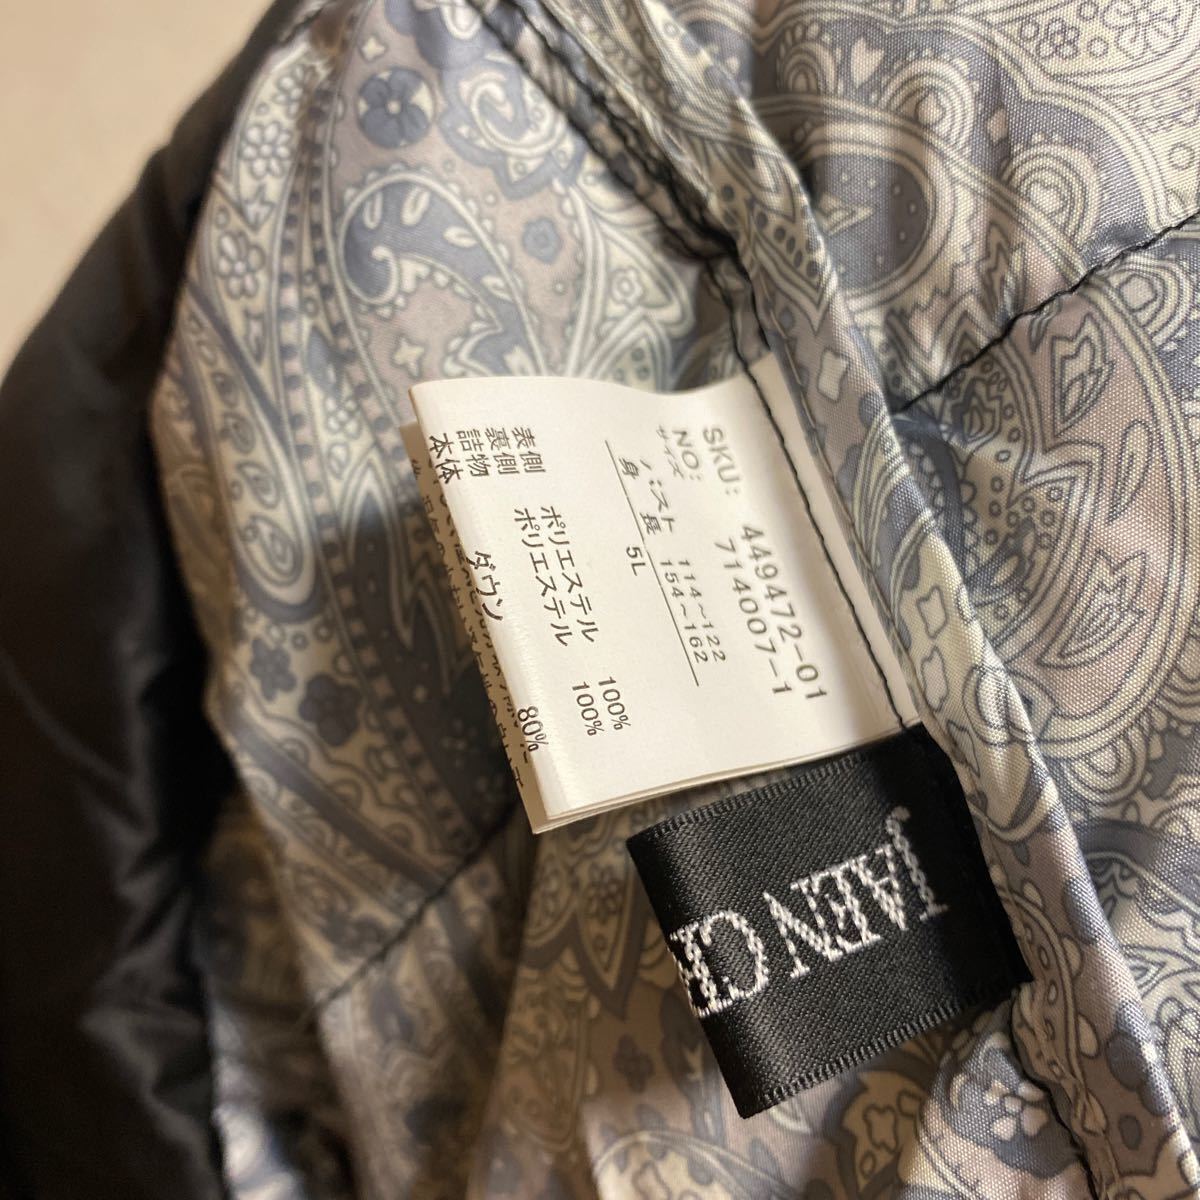 SKU: 449472-01
NO: 714007-1
サイズ
バスト 114~122
身長 154~162
5L
表側 ポリエステル 100%
裏側 ポリエステル 100%
詰物
本体 ダウン 80%
JAEN CE